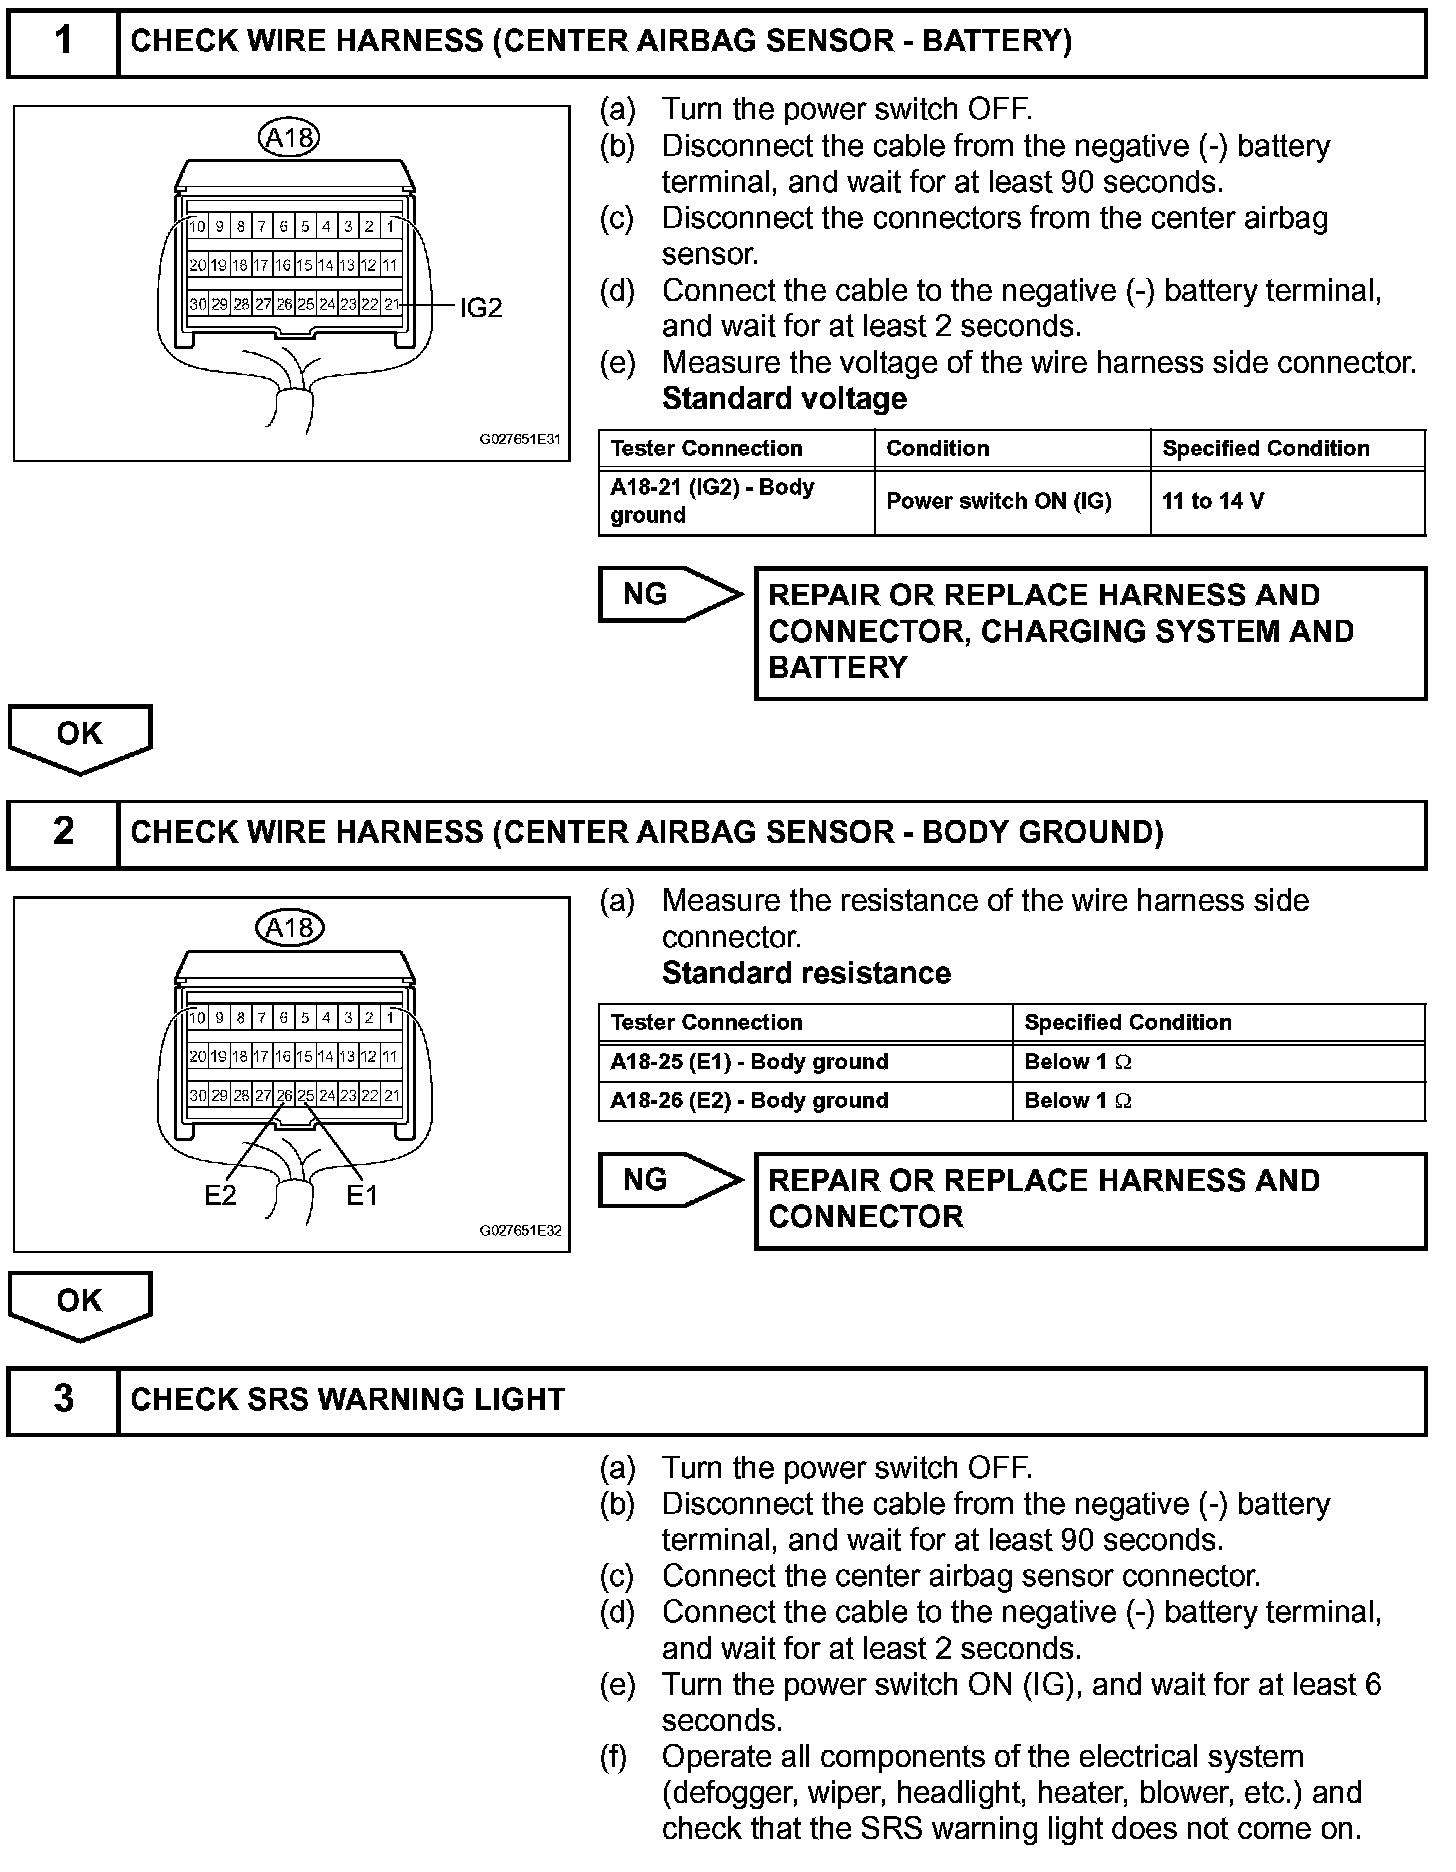 1 CHECK WIRE HARNESS (CENTER AIRBAG SENSOR - BATTERY)
A18
10 9 8 7 6 5 4 3 2 1
20 19 18 17 16 15 14 13 12 11
30 29 28 27 26 25 24 23 22 21
IG2
G027651E31
(a) Turn the power switch OFF.
(b) Disconnect the cable from the negative (-) battery
terminal, and wait for at least 90 seconds.
(c) Disconnect the connectors from the center airbag
sensor.
(d) Connect the cable to the negative (-) battery terminal,
and wait for at least 2 seconds.
(e) Measure the voltage of the wire harness side connector.
Standard voltage
Tester Connection Condition Specified Condition
A18-21 (IG2) - Body
ground
Power switch ON (IG) 11 to 14 V
NG
REPAIR OR REPLACE HARNESS AND
CONNECTOR, CHARGING SYSTEM AND
BATTERY
OK
2 CHECK WIRE HARNESS (CENTER AIRBAG SENSOR - BODY GROUND)
A18
10 9 8 7 6 5 4 3 2 1
20 19 18 17 16 15 14 13 12 11
30 29 28 27 26 25 24 23 22 21
E2 E1
G027651E32
(a) Measure the resistance of the wire harness side
connector.
Standard resistance
Tester Connection Specified Condition
A18-25 (E1) - Body ground Below 1 Ω
A18-26 (E2) - Body ground Below 1 Ω
NG
REPAIR OR REPLACE HARNESS AND
CONNECTOR
OK
3 CHECK SRS WARNING LIGHT
(a) Turn the power switch OFF.
(b) Disconnect the cable from the negative (-) battery
terminal, and wait for at least 90 seconds.
(c) Connect the center airbag sensor connector.
(d) Connect the cable to the negative (-) battery terminal,
and wait for at least 2 seconds.
(e) Turn the power switch ON (IG), and wait for at least 6
seconds.
(f) Operate all components of the electrical system
(defogger, wiper, headlight, heater, blower, etc.) and
check that the SRS warning light does not come on.